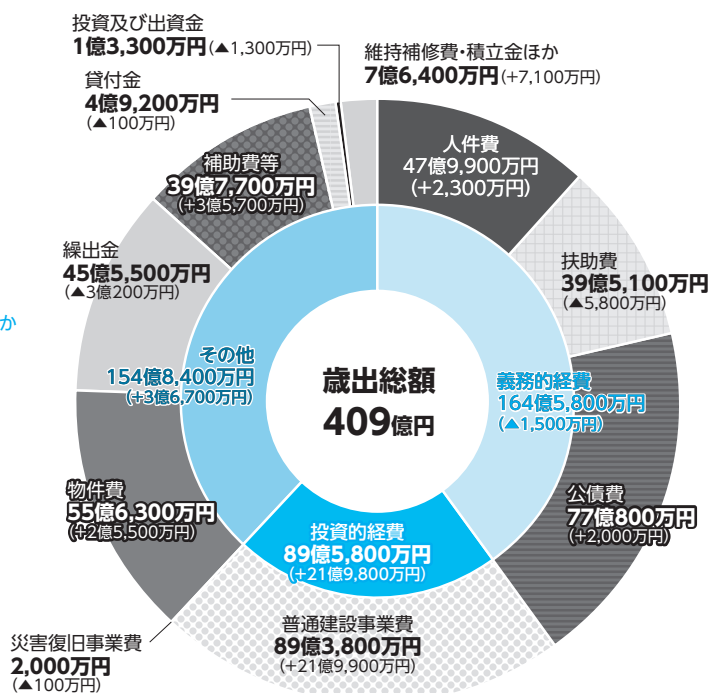 投資及び出資金
1億3,300万円(▲1,300万円)
貸付金
4億9,200万円
(▲100万円)
維持補修費・積立金ほか
7億6,400万円(+7,100万円)
人件費
47億9,900万円
(+2,300万円)
補助費等
39億7,700万円
(+3億5,700万円)
扶助費
39億5,100万円
(▲5,800万円)
繰出金
45億5,500万円
(▲3億200万円)
か
その他
154億8,400万円
(+3億6,700万円)
歳出総額
409億円
義務的経費
164億5,800万円
(▲1,500万円)
物件費
55億6,300万円
(+2億5,500万円)
公債費
77億800万円
(+2,000万円)
投資的経費
89億5,800万円
(+21億9,800万円)
普通建設事業費
89億3,800万円
(+21億9,900万円)
災害復旧事業費
2,000万円
(▲100万円)